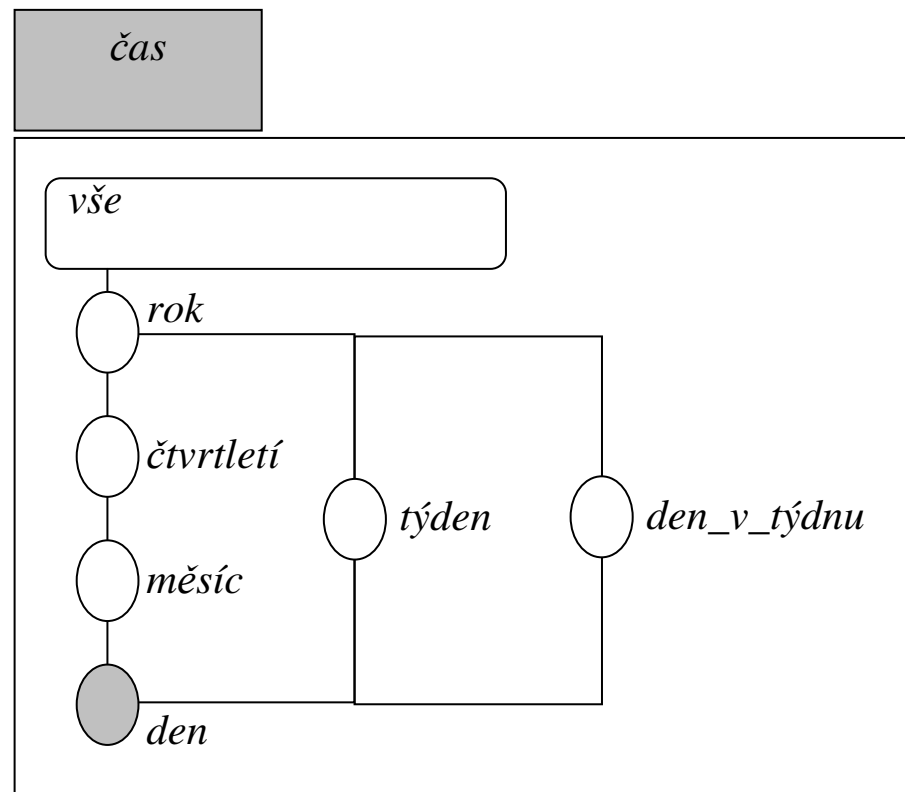 čas
vše
rok
čtvrtletí
týden
den_v_týdnu
měsíc
den